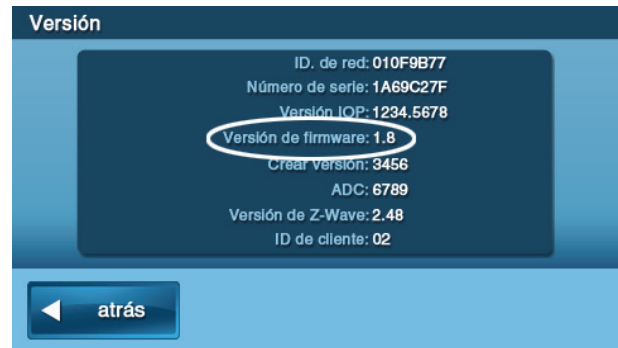 Versión
ID. de red: 010F9B77
Número de serie: 1A69C27F
Versión IOP: 1234.5678
Versión de firmware: 1.8
Crear versión: 3456
ADC: 6789
Versión de Z-Wave: 2.48
ID de cliente: 02
atrás